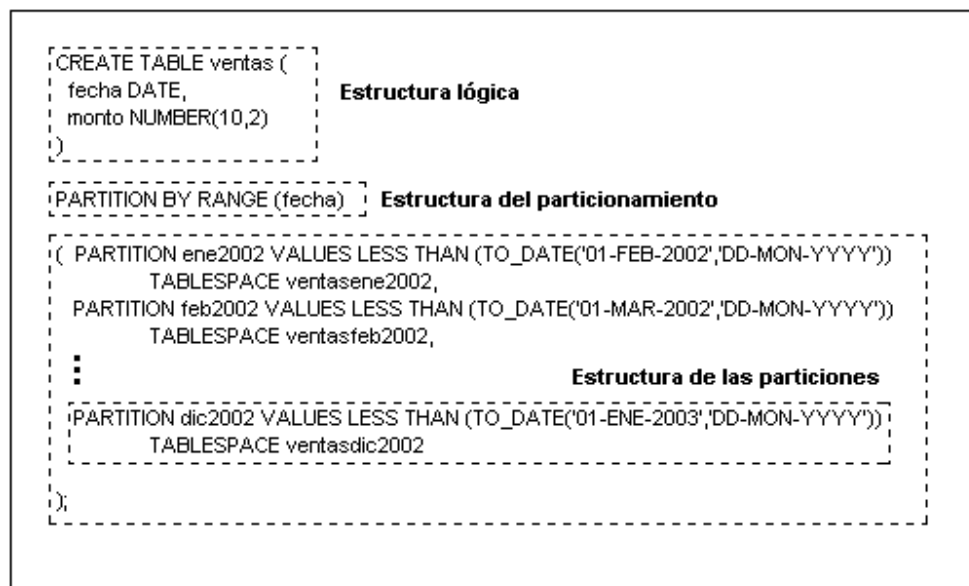 CREATE TABLE ventas (
fecha DATE,
Estructura lógica
monto NUMBER(10,2)
)
PARTITION BY RANGE (fecha) Estructura del particionamiento
( PARTITION ene2002 VALUES LESS THAN (TO_DATE('01-FEB-2002','DD-MON-YYYY'))
TABLESPACE ventasene2002,
PARTITION feb2002 VALUES LESS THAN (TO_DATE('01-MAR-2002','DD-MON-YYYY'))
TABLESPACE ventasfeb2002,
Estructura de las particiones
PARTITION dic2002 VALUES LESS THAN (TO_DATE('01-ENE-2003','DD-MON-YYYY'))
TABLESPACE ventasdic2002
);